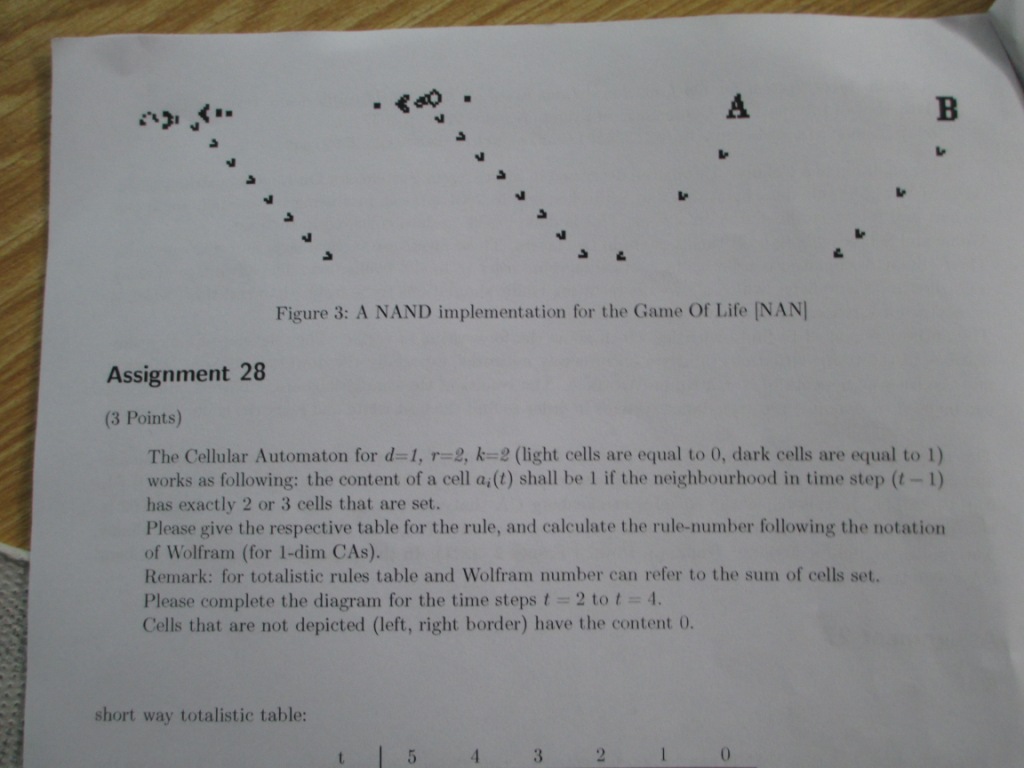 A B
Figure 3: A NAND implementation for the Game Of Life [NAN]
Assignment 28
(3 Points)
The Cellular Automaton for d=1, r=2, k=2 (light cells are equal to 0, dark cells are equal to 1)
works as following: the content of a cell aᵢ(t) shall be 1 if the neighbourhood in time step (t − 1)
has exactly 2 or 3 cells that are set.
Please give the respective table for the rule, and calculate the rule-number following the notation
of Wolfram (for 1-dim CAs).
Remark: for totalistic rules table and Wolfram number can refer to the sum of cells set.
Please complete the diagram for the time steps t = 2 to t = 4.
Cells that are not depicted (left, right border) have the content 0.
short way totalistic table:
t | 5 4 3 2 1 0